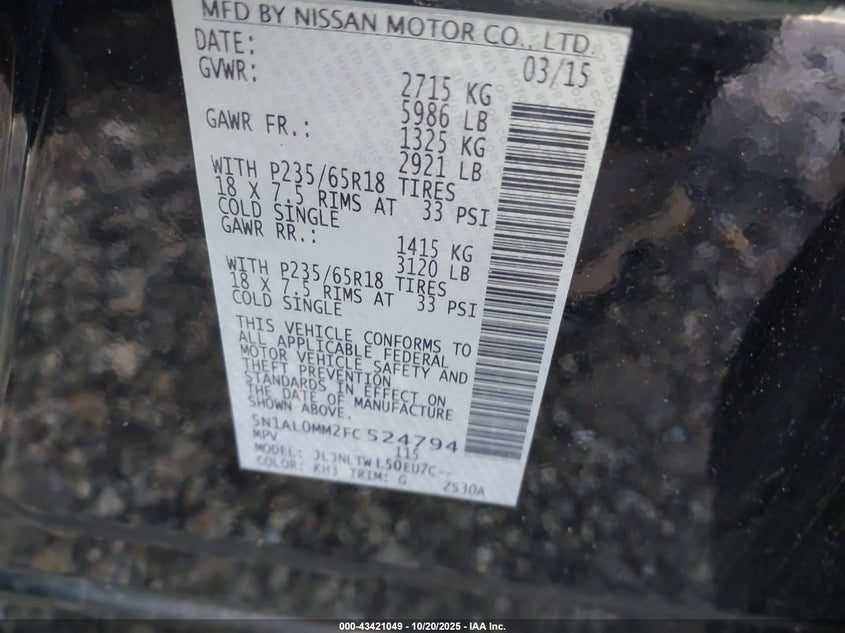 MFD BY NISSAN MOTOR CO., LTD.
DATE: 03/15
GVWR: 2715 KG
5986 LB
GAWR FR.: 1325 KG
2921 LB
WITH P235/65R18 TIRES
18 X 7.5 RIMS AT 33 PSI
COLD SINGLE
GAWR RR.: 1415 KG
3120 LB
WITH P235/65R18 TIRES
18 X 7.5 RIMS AT 33 PSI
COLD SINGLE
THIS VEHICLE CONFORMS TO
ALL APPLICABLE FEDERAL
MOTOR VEHICLE SAFETY AND
THEFT PREVENTION
STANDARDS IN EFFECT ON
THE DATE OF MANUFACTURE
SHOWN ABOVE.
5N1AL0MM2FC524794
MPV 115
MODEL: JLJNLTWL50EU7C--
COLOR: KH3 TRIM: G ZS30A
000-43421049 - 10/20/2025 - IAA Inc.